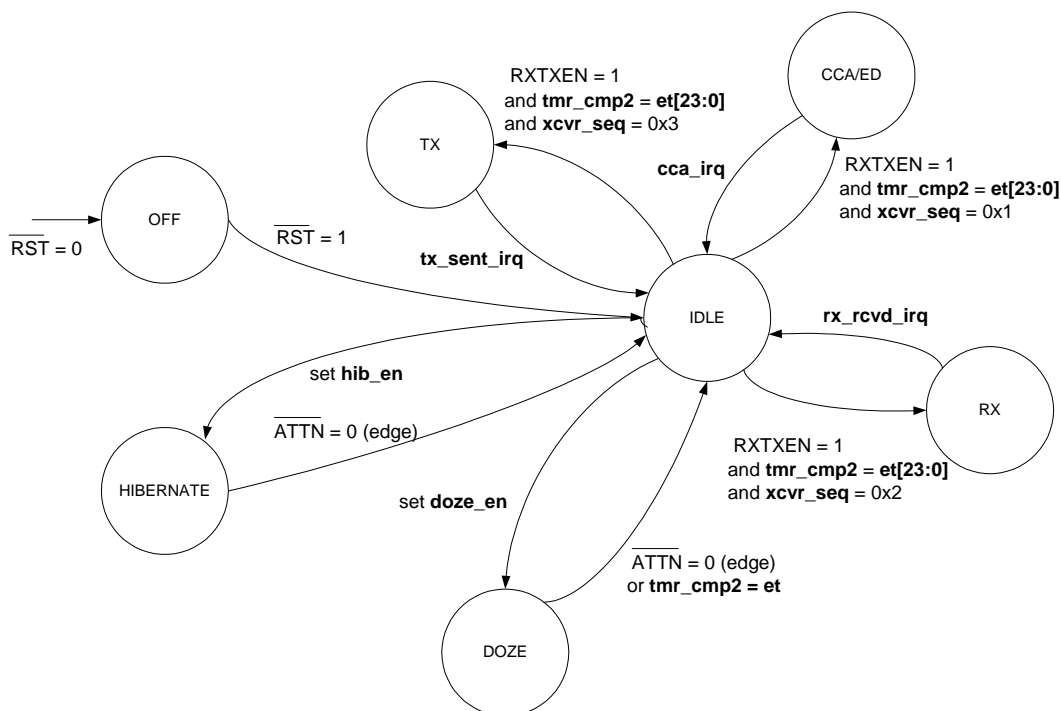 CCA/ED
RXTXEN = 1
and tmr_cmp2 = et[23:0]
and xcvr_seq = 0x3
TX
cca_irq
RXTXEN = 1
and tmr_cmp2 = et[23:0]
and xcvr_seq = 0x1
OFF
RST = 0
RST = 1
tx_sent_irq
IDLE
rx_rcvd_irq
set hib_en
RX
ATTN = 0 (edge)
RXTXEN = 1
and tmr_cmp2 = et[23:0]
and xcvr_seq = 0x2
HIBERNATE
set doze_en
ATTN = 0 (edge)
or tmr_cmp2 = et
DOZE